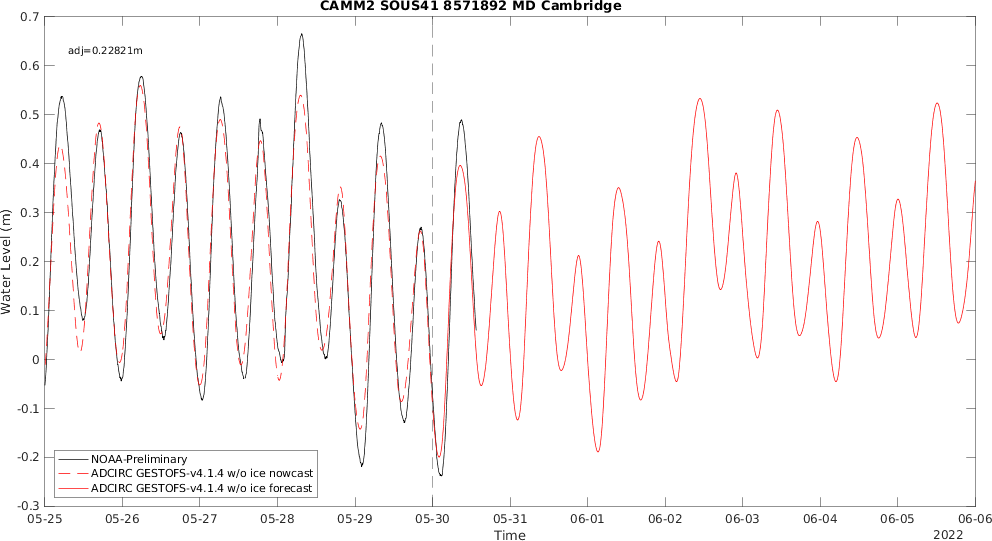 CAMM2 SOUS41 8571892 MD Cambridge
adj=0.22821m
0.7
0.6
0.5
0.4
0.3
0.2
0.1
0
-0.1
-0.2
-0.3
Water Level (m)
NOAA-Preliminary
ADCIRC GESTOFS-v4.1.4 w/o ice nowcast
ADCIRC GESTOFS-v4.1.4 w/o ice forecast
05-25 05-26 05-27 05-28 05-29 05-30 05-31 06-01 06-02 06-03 06-04 06-05 06-06
Time
2022